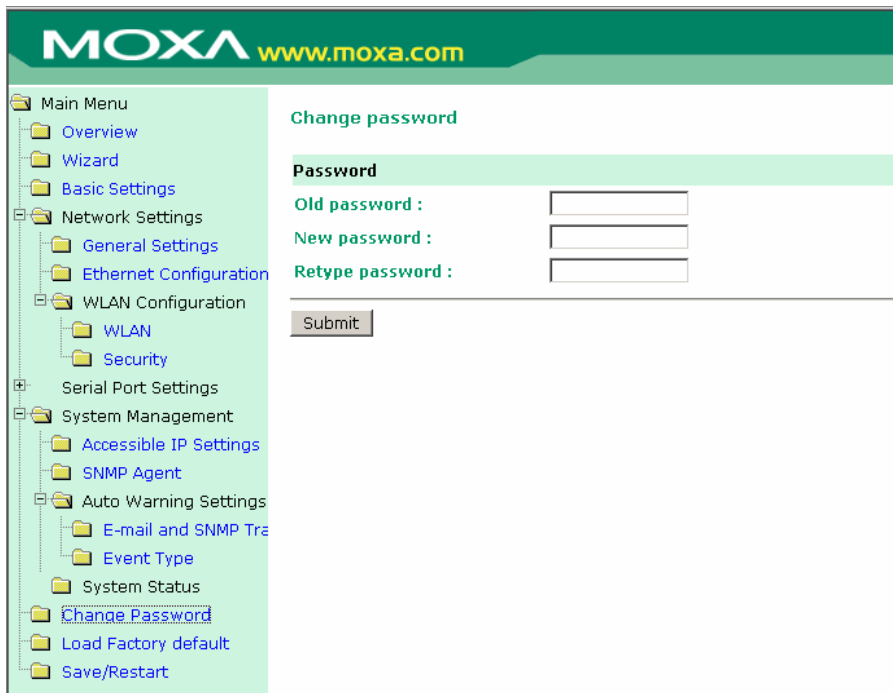 MOXA www.moxa.com
Main Menu
Overview
Wizard
Basic Settings
Network Settings
General Settings
Ethernet Configuration
WLAN Configuration
WLAN
Security
Serial Port Settings
System Management
Accessible IP Settings
SNMP Agent
Auto Warning Settings
E-mail and SNMP Tra
Event Type
System Status
Change Password
Load Factory default
Save/Restart
Change password
Password
Old password :
New password :
Retype password :
Submit